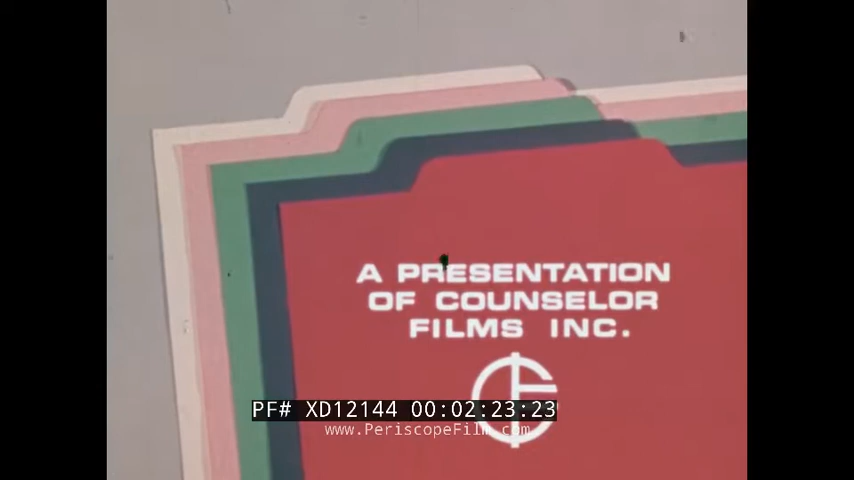 A PRESENTATION
OF COUNSELOR
FILMS INC.
PF# XD12144 00:02:23:23
www.PeriscopeFilm.com